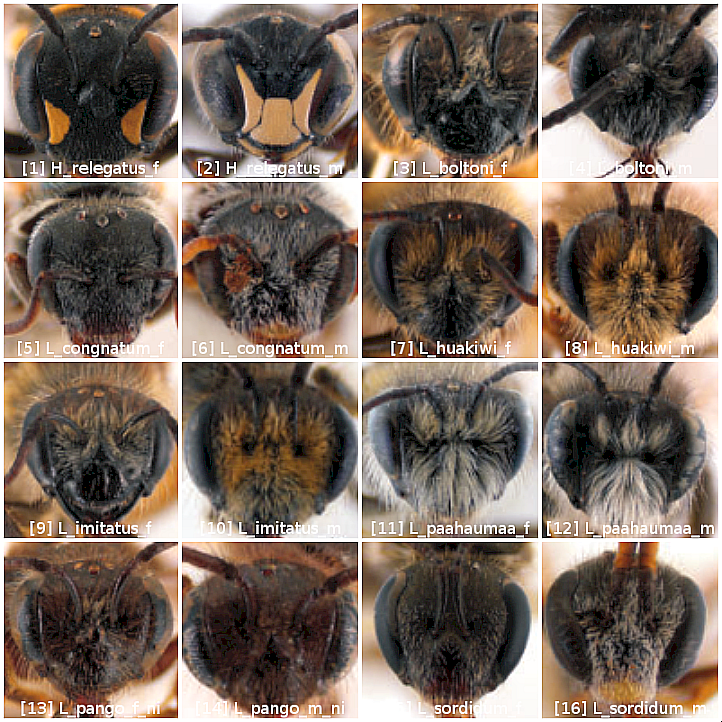 [1] H_relegatus_f
[2] H_relegatus_m
[3] L_boltoni_f
[4] L_boltoni_m
[5] L_congnatum_f
[6] L_congnatum_m
[7] L_huakiwi_f
[8] L_huakiwi_m
[9] L_imitatus_f
[10] L_imitatus_m
[11] L_paahaumaa_f
[12] L_paahaumaa_m
[13] L_pango_f_ni
[14] L_pango_m_ni
L_sordidum_
[16] L_sordidum_m